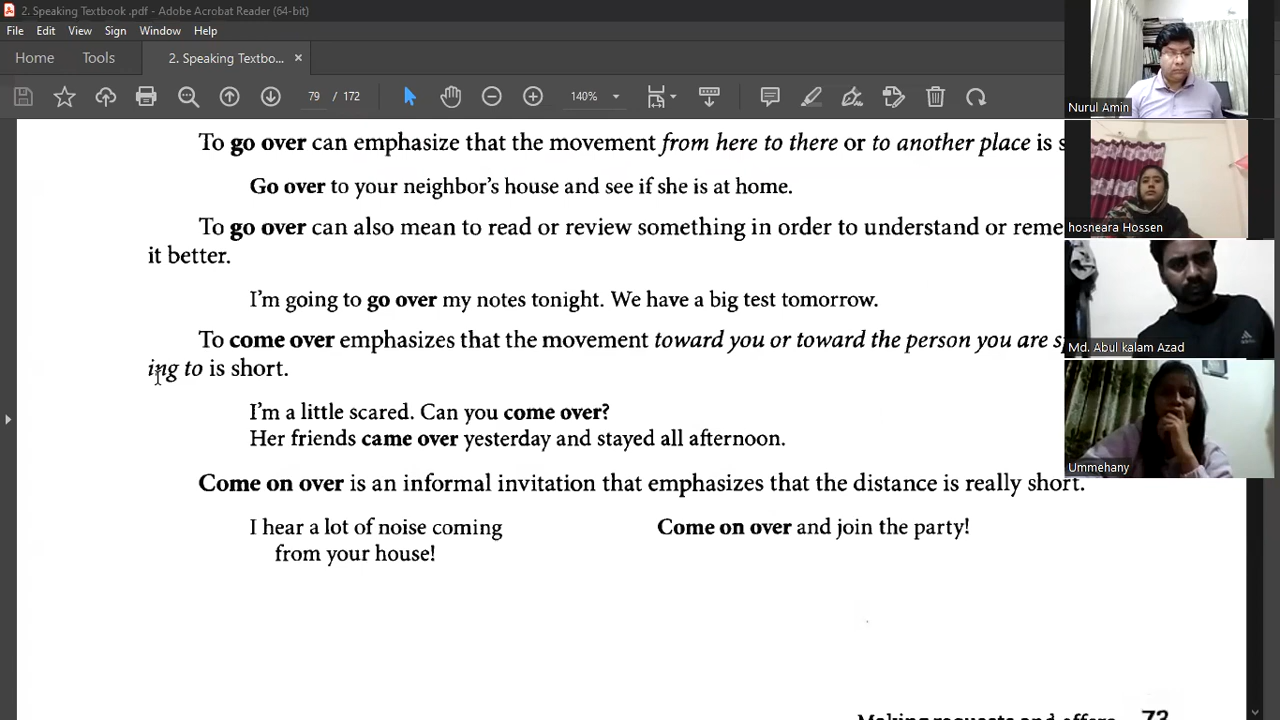 2. Speaking Textbook .pdf - Adobe Acrobat Reader (64-bit)
File Edit View Sign Window Help
Home Tools 2. Speaking Textbo... ×
79 / 172 140%
To go over can emphasize that the movement from here to there or to another place is
Go over to your neighbor's house and see if she is at home.
To go over can also mean to read or review something in order to understand or reme
it better.
I'm going to go over my notes tonight. We have a big test tomorrow.
To come over emphasizes that the movement toward you or toward the person you are
ing to is short.
I'm a little scared. Can you come over?
Her friends came over yesterday and stayed all afternoon.
Come on over is an informal invitation that emphasizes that the distance is really short.
I hear a lot of noise coming Come on over and join the party!
from your house!
Making requests and offers 73
Nurul Amin
hosneara Hossen
Md. Abul kalam Azad
Ummehany